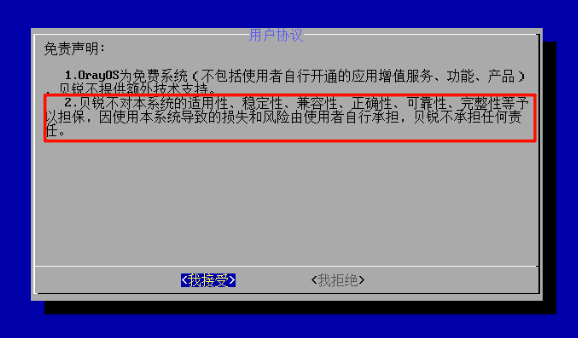 用户协议
免责声明：
1.OrayOS为免费系统（不包括使用者自行开通的应用增值服务、功能、产品）
，贝锐不提供额外技术支持。
2.贝锐不对本系统的适用性、稳定性、兼容性、正确性、可靠性、完整性等予
以担保，因使用本系统导致的损失和风险由使用者自行承担，贝锐不承担任何责
任。
<我接受> <我拒绝>